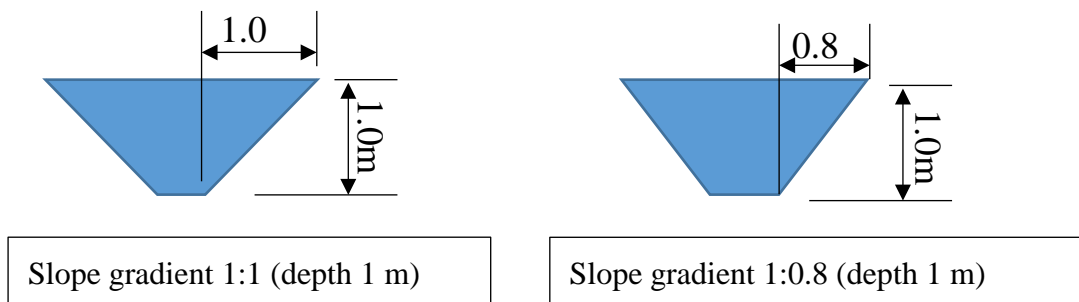 1.0
1.0m
Slope gradient 1:1 (depth 1 m)
0.8
1.0m
Slope gradient 1:0.8 (depth 1 m)